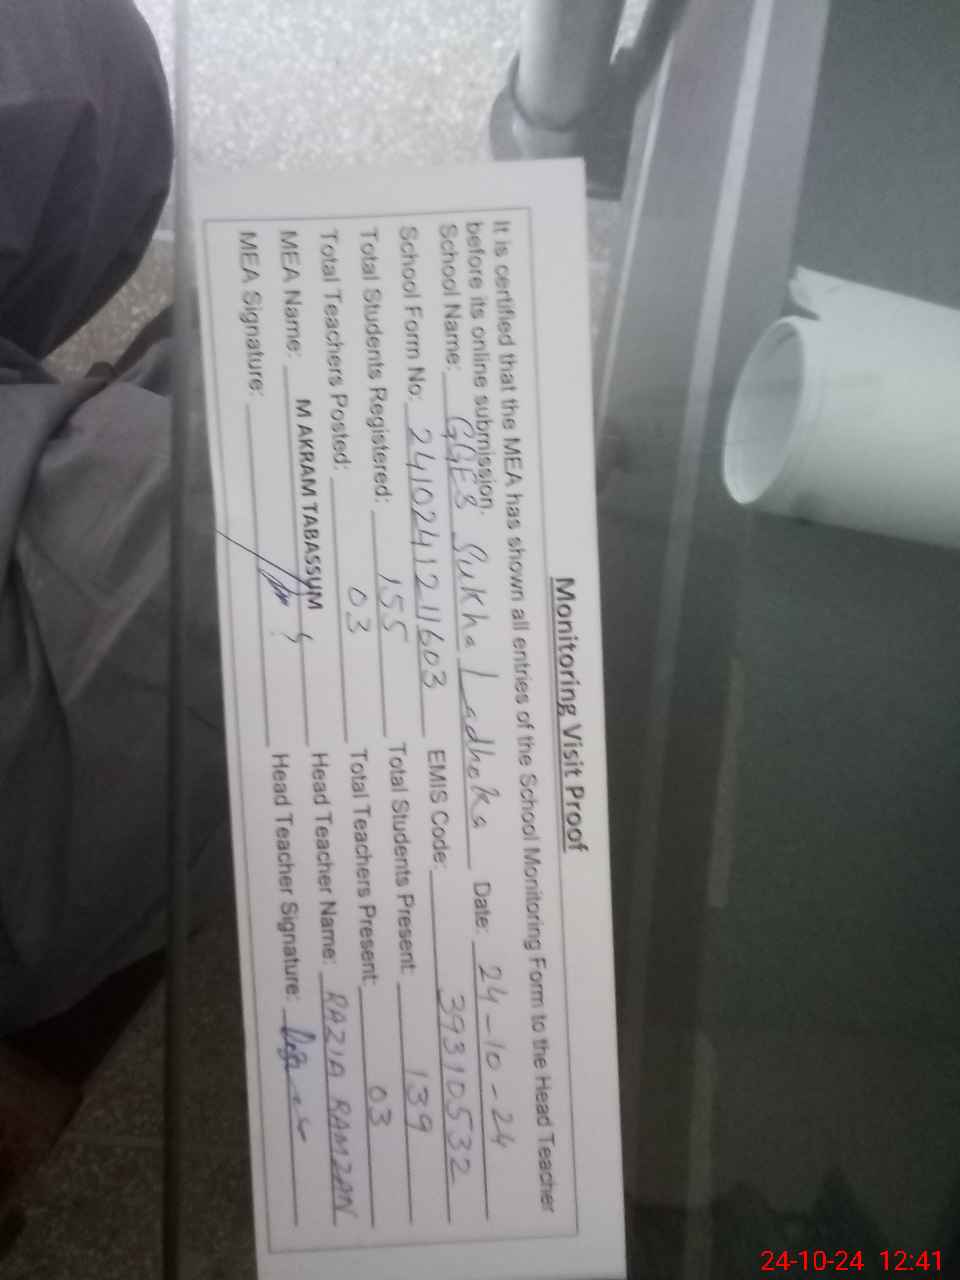 Monitoring Visit Proof
It is certified that the MEA has shown all entries of the School Monitoring Form to the Head Teacher
before its online submission.
School Name: GGES Sukha Ladheka Date: 24-10-24
School Form No: 2410241211603 EMIS Code: 39310532
Total Students Registered: 155 Total Students Present: 139
Total Teachers Posted: 03 Total Teachers Present: 03
MEA Name: M AKRAM TABASSUM Head Teacher Name: RAZIA RAMZAN
MEA Signature: Head Teacher Signature:
24-10-24 12:41